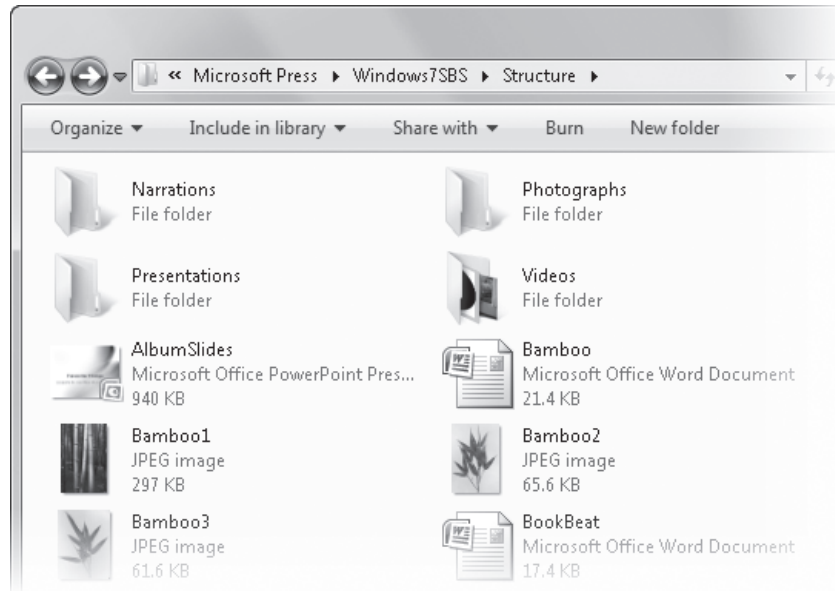 « Microsoft Press ▸ Windows7SBS ▸ Structure ▸
Organize ▾ Include in library ▾ Share with ▾ Burn New folder
Narrations
File folder
Photographs
File folder
Presentations
File folder
Videos
File folder
AlbumSlides
Microsoft Office PowerPoint Pres...
940 KB
Bamboo
Microsoft Office Word Document
21.4 KB
Bamboo1
JPEG image
297 KB
Bamboo2
JPEG image
65.6 KB
Bamboo3
JPEG image
61.6 KB
BookBeat
Microsoft Office Word Document
17.4 KB